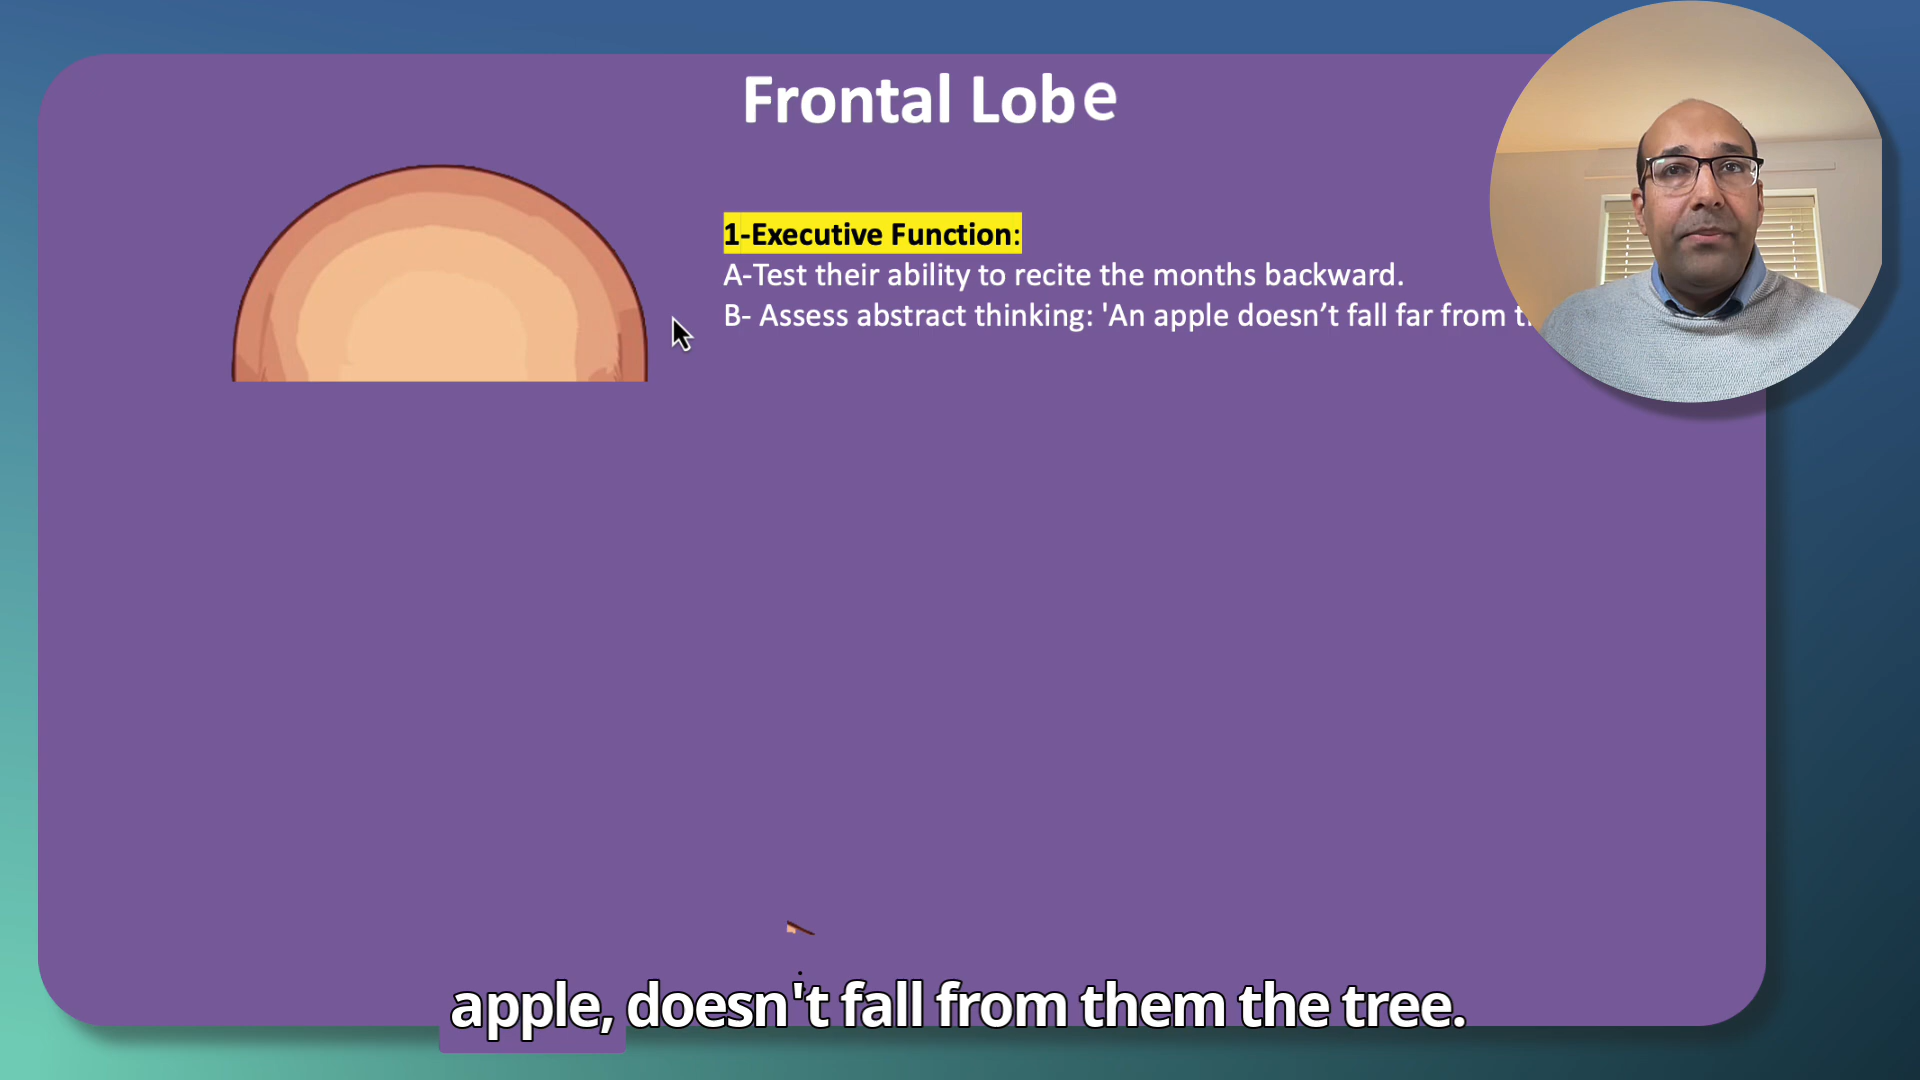 Frontal Lobe
1-Executive Function:
A-Test their ability to recite the months backward.
B- Assess abstract thinking: 'An apple doesn’t fall far from
apple, doesn't fall from them the tree.